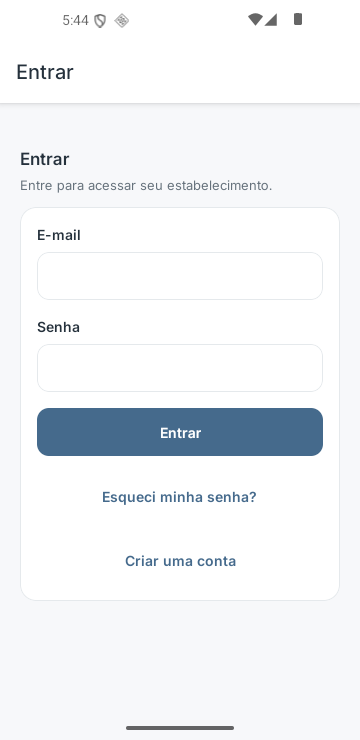 5:44
Entrar
Entrar
Entre para acessar seu estabelecimento.
E-mail
Senha
Entrar
Esqueci minha senha?
Criar uma conta